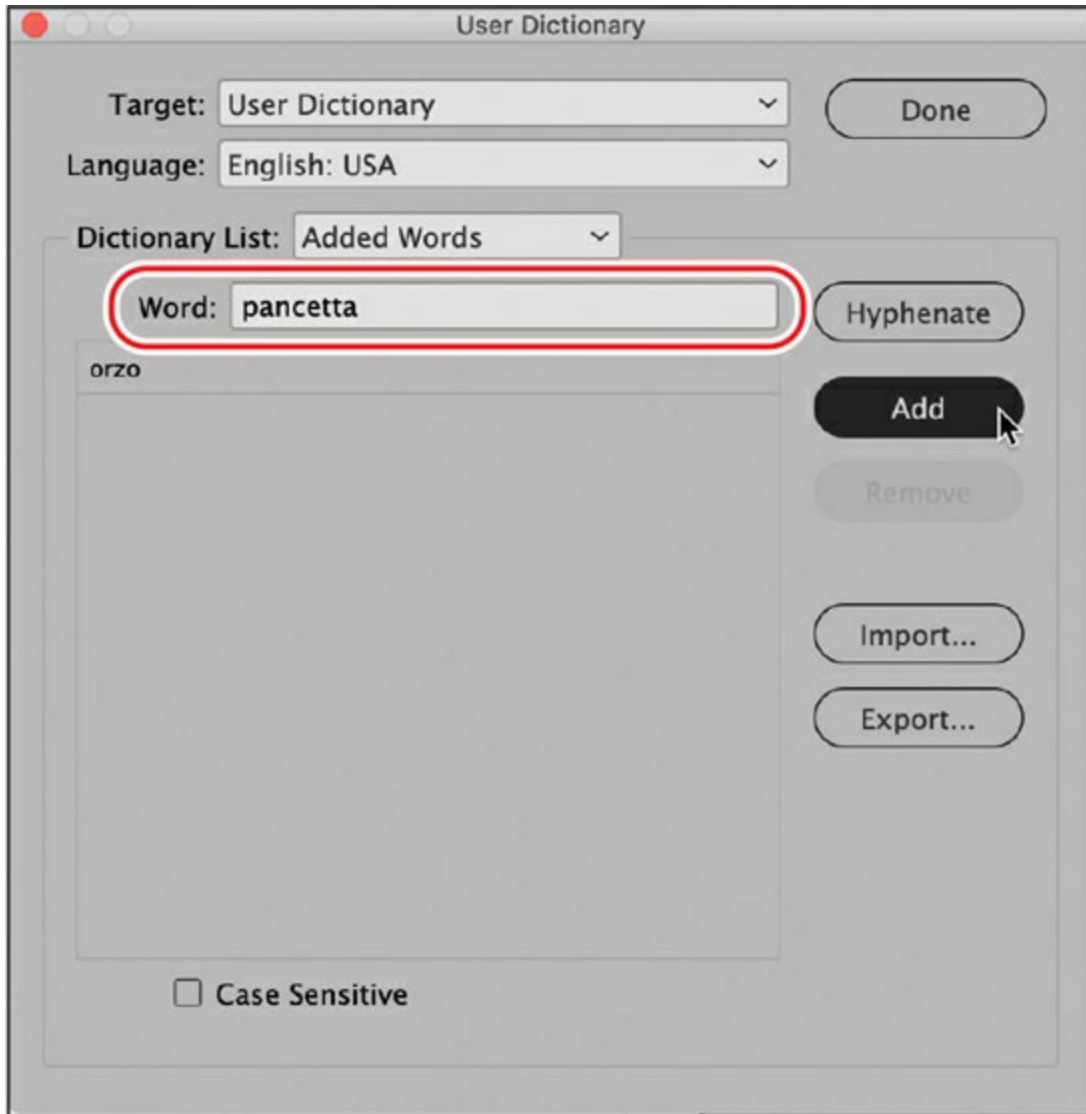 User Dictionary
Target: User Dictionary
Done
Language: English: USA
Dictionary List: Added Words
Word: pancetta
Hyphenate
orzo
Add
Remove
Import...
Export...
Case Sensitive